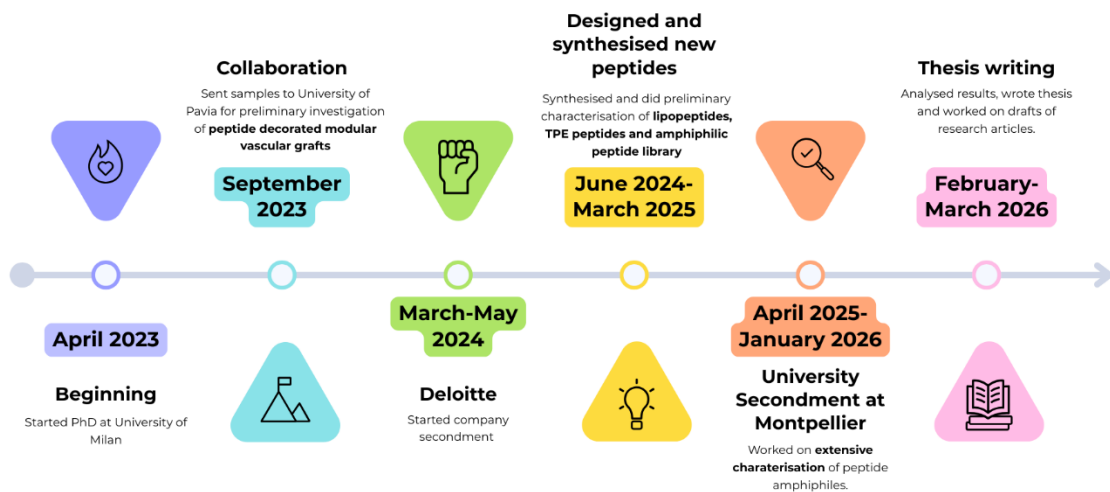 Beginning
Started PhD at University of
Milan
April 2023
Collaboration
Sent samples to University of
Pavia for preliminary investigation
of peptide decorated modular
vascular grafts
September
2023
March-May
2024
Deloitte
Started company
secondment
Designed and
synthesised new
peptides
Synthesised and did preliminary
characterisation of lipopeptides,
TPE peptides and amphiphilic
peptide library
June 2024-
March 2025
April 2025-
January 2026
University
Secondment at
Montpellier
Worked on extensive
charaterisation of peptide
amphiphiles.
Thesis writing
Analysed results, wrote thesis
and worked on drafts of
research articles.
February-
March 2026